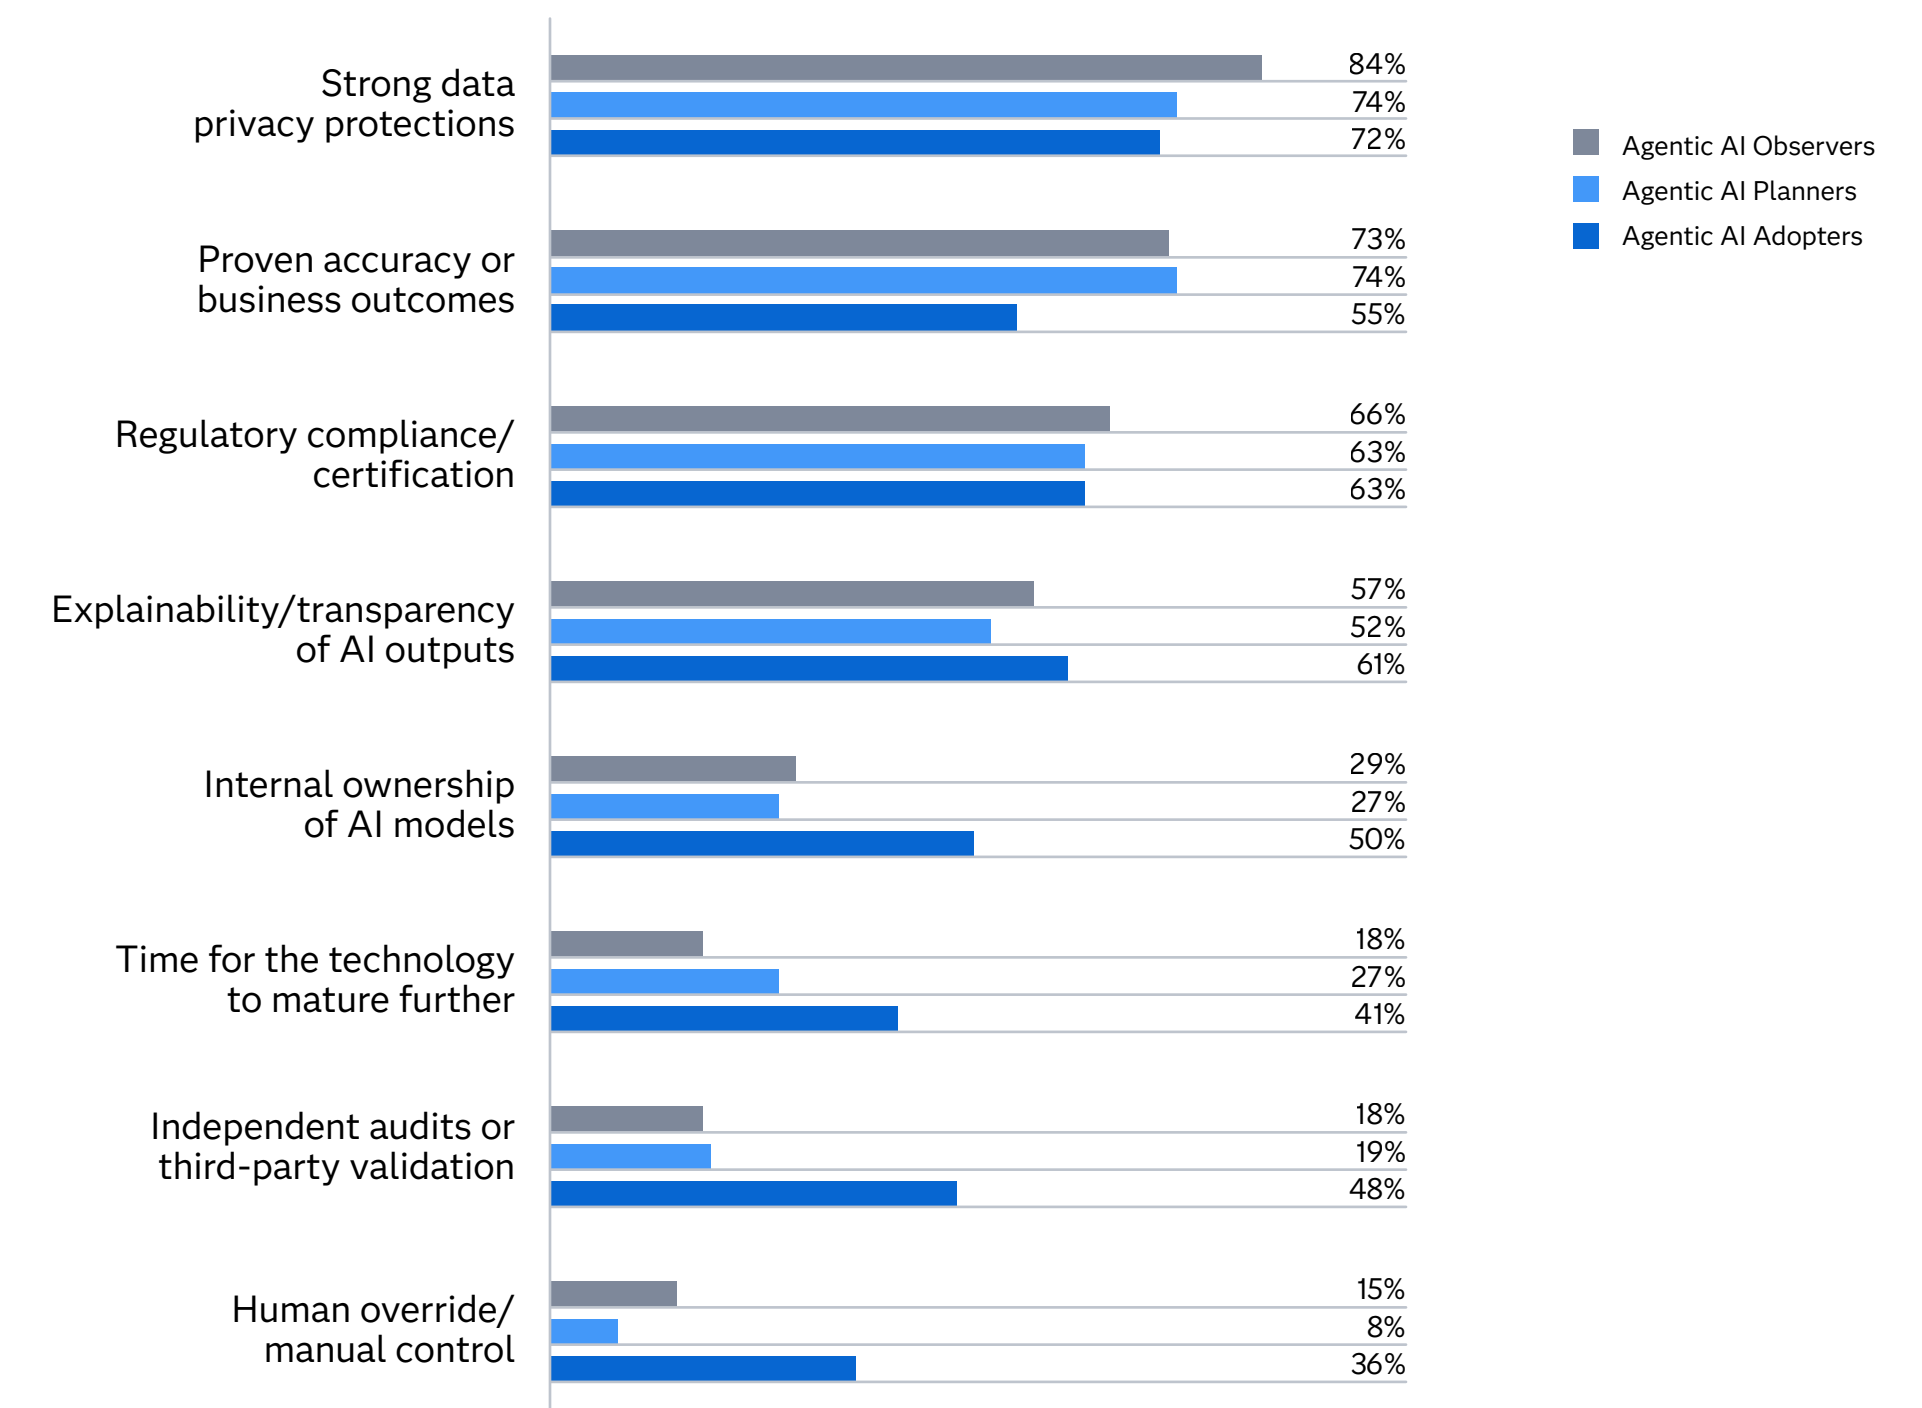 Strong data
privacy protections
84%
74%
72%
Proven accuracy or
business outcomes
73%
74%
55%
Regulatory compliance/
certification
66%
63%
63%
Explainability/transparency
of AI outputs
57%
52%
61%
Internal ownership
of AI models
29%
27%
50%
Time for the technology
to mature further
18%
27%
41%
Independent audits or
third-party validation
18%
19%
48%
Human override/
manual control
15%
8%
36%
Agentic AI Observers
Agentic AI Planners
Agentic AI Adopters